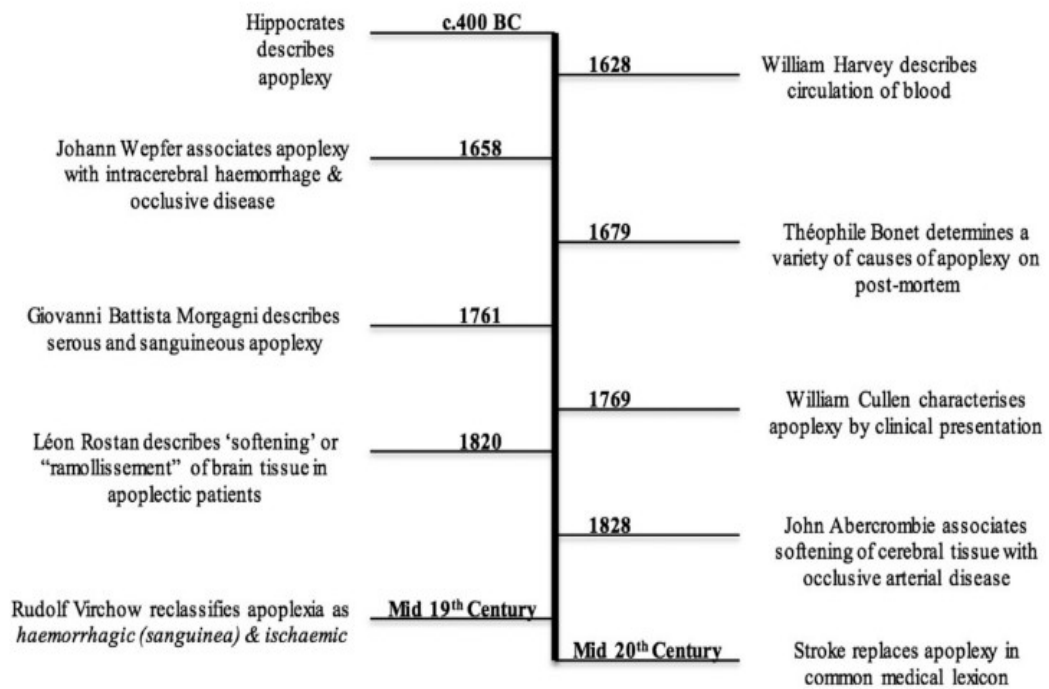 Hippocrates
describes
apoplexy
c.400 BC
1628
William Harvey describes
circulation of blood
Johann Wepfer associates apoplexy
with intracerebral haemorrhage &
occlusive disease
1658
1679
Théophile Bonet determines a
variety of causes of apoplexy on
post-mortem
Giovanni Battista Morgagni describes
serous and sanguineous apoplexy
1761
1769
William Cullen characterises
apoplexy by clinical presentation
Léon Rostan describes ‘softening’ or
“ramollissement” of brain tissue in
apoplectic patients
1820
1828
John Abercrombie associates
softening of cerebral tissue with
occlusive arterial disease
Rudolf Virchow reclassifies apoplexia as
haemorrhagic (sanguinea) & ischaemic
Mid 19th Century
Mid 20th Century
Stroke replaces apoplexy in
common medical lexicon